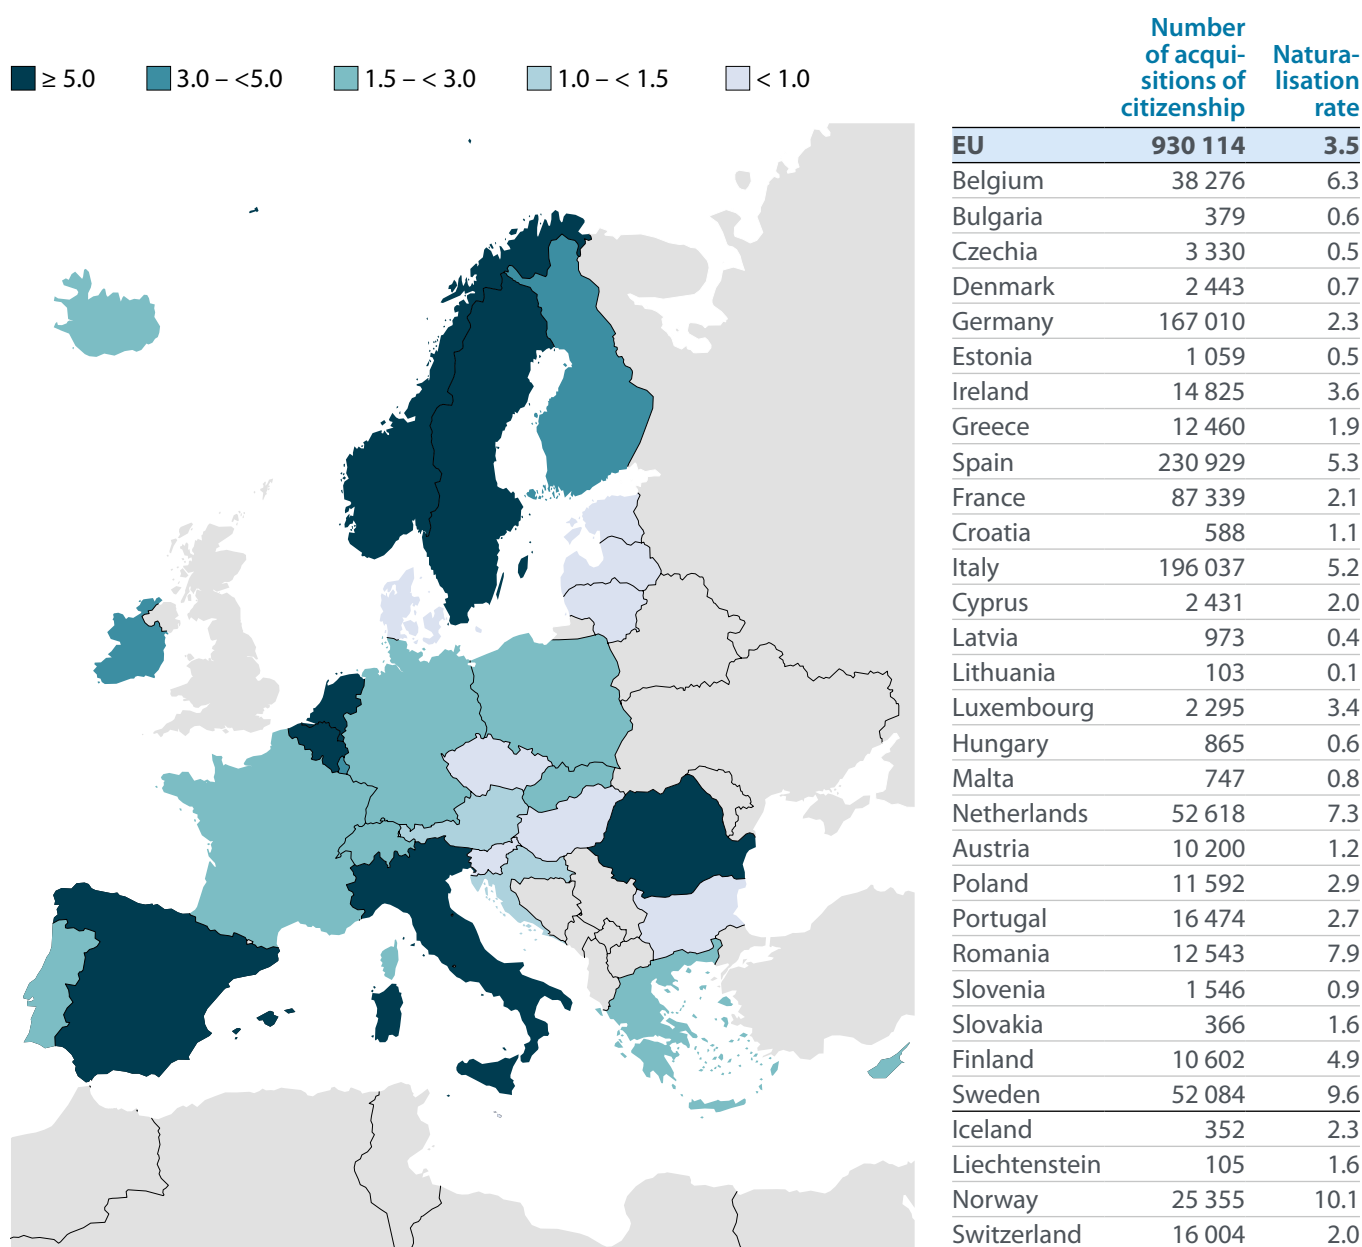 ≥ 5.0 3.0 – <5.0 1.5 – < 3.0 1.0 – < 1.5 < 1.0
Number
of acqui-
sitions of
citizenship
Natura-
lisation
rate
EU 930 114 3.5
Belgium 38 276 6.3
Bulgaria 379 0.6
Czechia 3 330 0.5
Denmark 2 443 0.7
Germany 167 010 2.3
Estonia 1 059 0.5
Ireland 14 825 3.6
Greece 12 460 1.9
Spain 230 929 5.3
France 87 339 2.1
Croatia 588 1.1
Italy 196 037 5.2
Cyprus 2 431 2.0
Latvia 973 0.4
Lithuania 103 0.1
Luxembourg 2 295 3.4
Hungary 865 0.6
Malta 747 0.8
Netherlands 52 618 7.3
Austria 10 200 1.2
Poland 11 592 2.9
Portugal 16 474 2.7
Romania 12 543 7.9
Slovenia 1 546 0.9
Slovakia 366 1.6
Finland 10 602 4.9
Sweden 52 084 9.6
Iceland 352 2.3
Liechtenstein 105 1.6
Norway 25 355 10.1
Switzerland 16 004 2.0